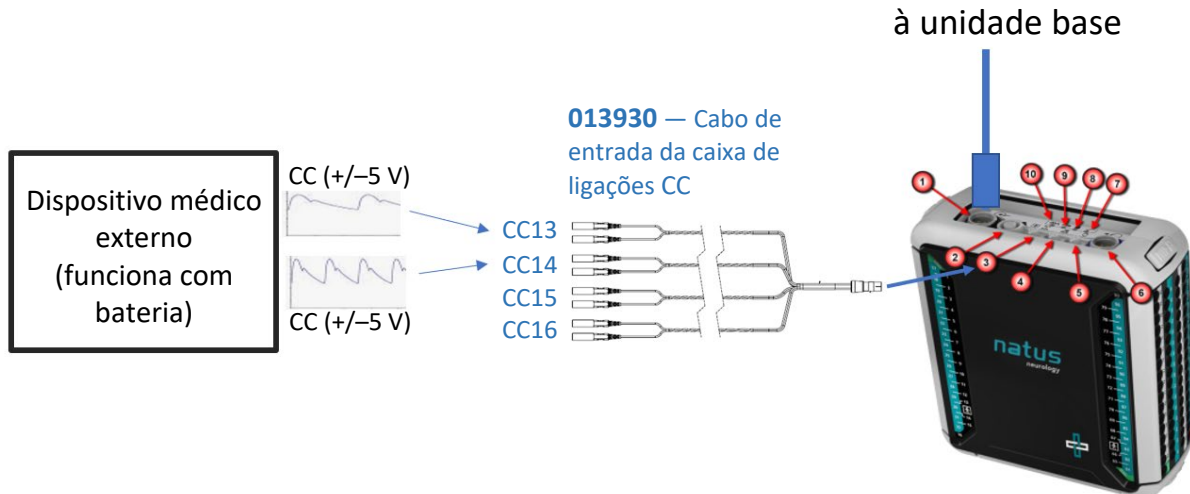 à unidade base
013930 — Cabo de
entrada da caixa de
ligações CC
Dispositivo médico
externo
(funciona com
bateria)
CC (+/–5 V)
CC (+/–5 V)
CC13
CC14
CC15
CC16
1
10
9
8
7
2
3
4
5
6
natus
neurology